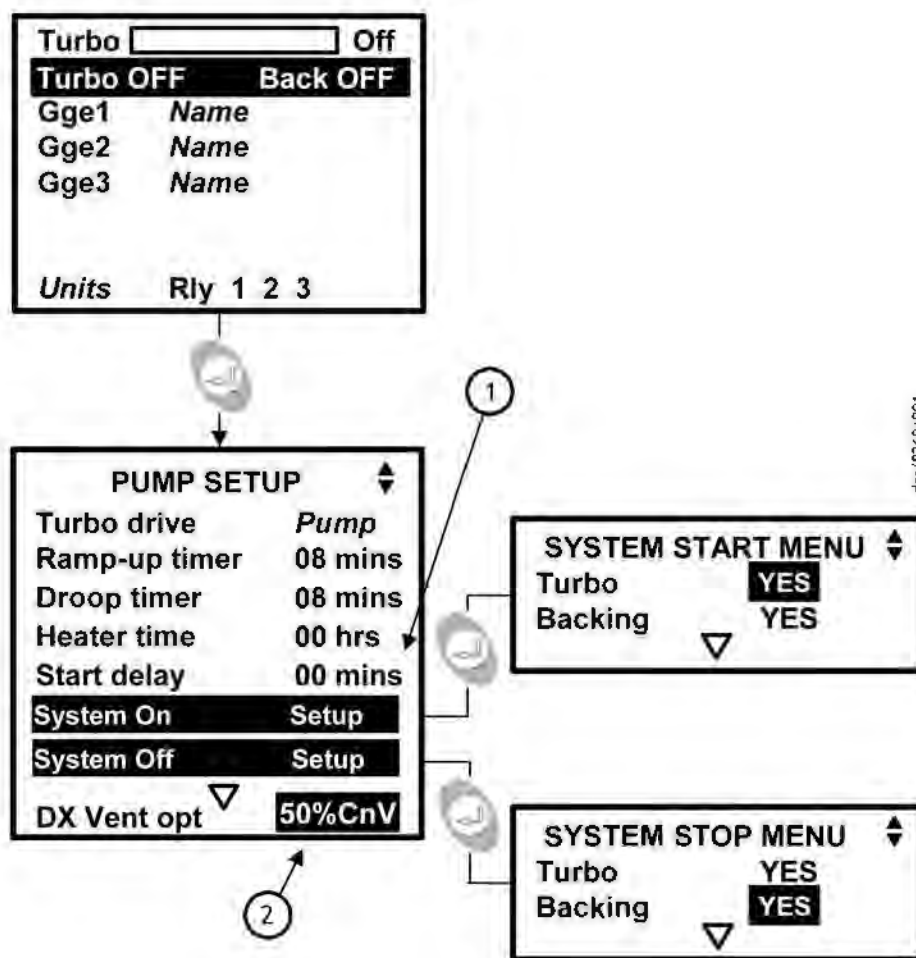 Turbo Off
Turbo OFF Back OFF
Gge1 Name
Gge2 Name
Gge3 Name
Units Rly 1 2 3
1
PUMP SETUP
Turbo drive Pump
Ramp-up timer 08 mins
Droop timer 08 mins
Heater time 00 hrs
Start delay 00 mins
System On Setup
System Off Setup
DX Vent opt 50%CnV
2
SYSTEM START MENU
Turbo YES
Backing YES
SYSTEM STOP MENU
Turbo YES
Backing YES